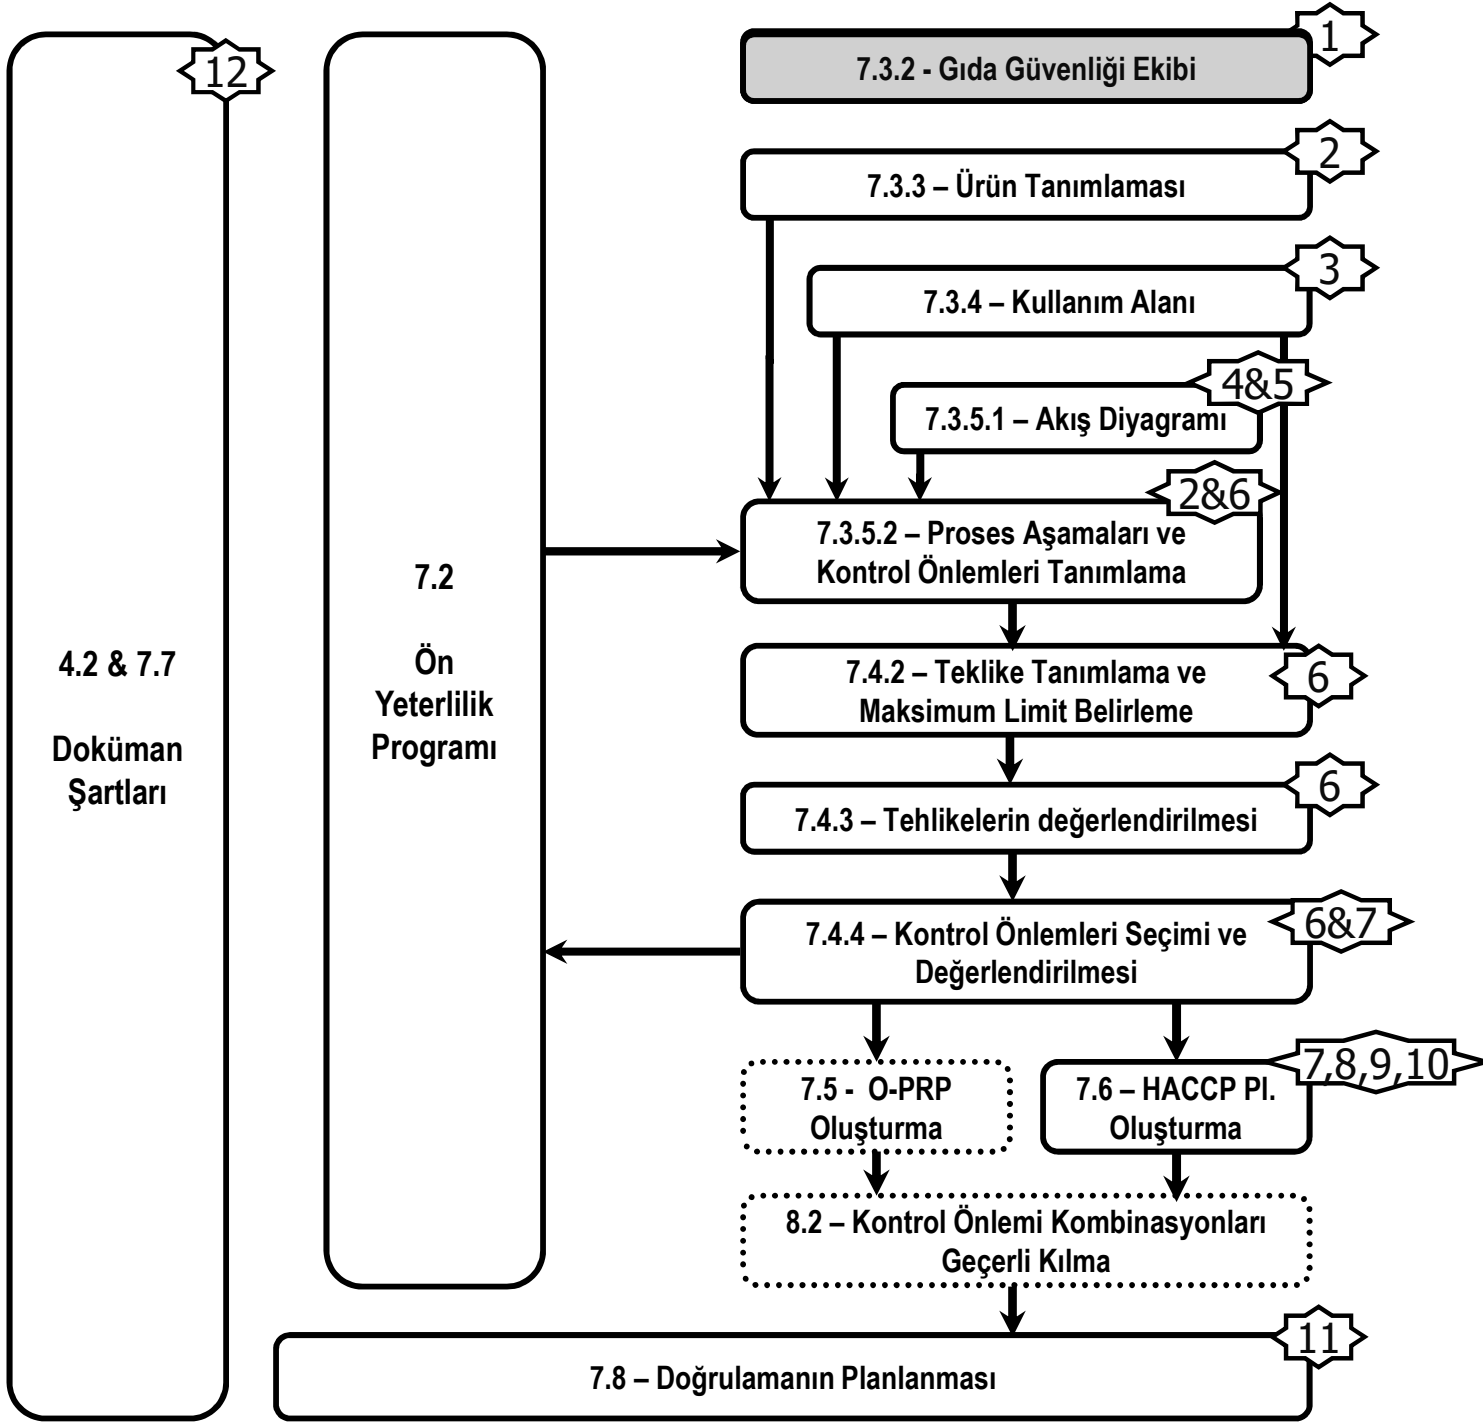 12
4.2 & 7.7
Doküman
Şartları
7.2
Ön
Yeterlilik
Programı
1
7.3.2 - Gıda Güvenliği Ekibi
2
7.3.3 – Ürün Tanımlaması
3
7.3.4 – Kullanım Alanı
4&5
7.3.5.1 – Akış Diyagramı
2&6
7.3.5.2 – Proses Aşamaları ve
Kontrol Önlemleri Tanımlama
7.4.2 – Teklike Tanımlama ve
Maksimum Limit Belirleme
6
6
7.4.3 – Tehlikelerin değerlendirilmesi
6&7
7.4.4 – Kontrol Önlemleri Seçimi ve
Değerlendirilmesi
7,8,9,10
7.5 - O-PRP
Oluşturma
7.6 – HACCP Pl.
Oluşturma
8.2 – Kontrol Önlemi Kombinasyonları
Geçerli Kılma
11
7.8 – Doğrulamanın Planlanması